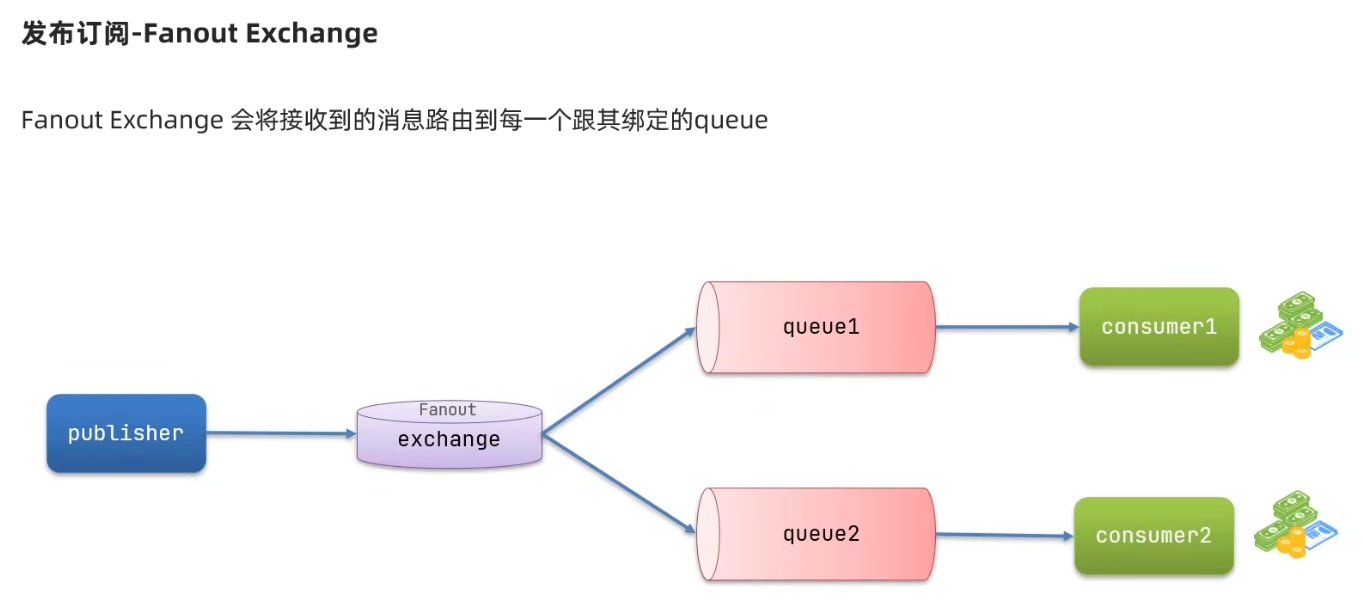 发布订阅-Fanout Exchange
Fanout Exchange 会将接收到的消息路由到每一个跟其绑定的queue
queue1
consumer1
Fanout
publisher
exchange
queue2
consumer2